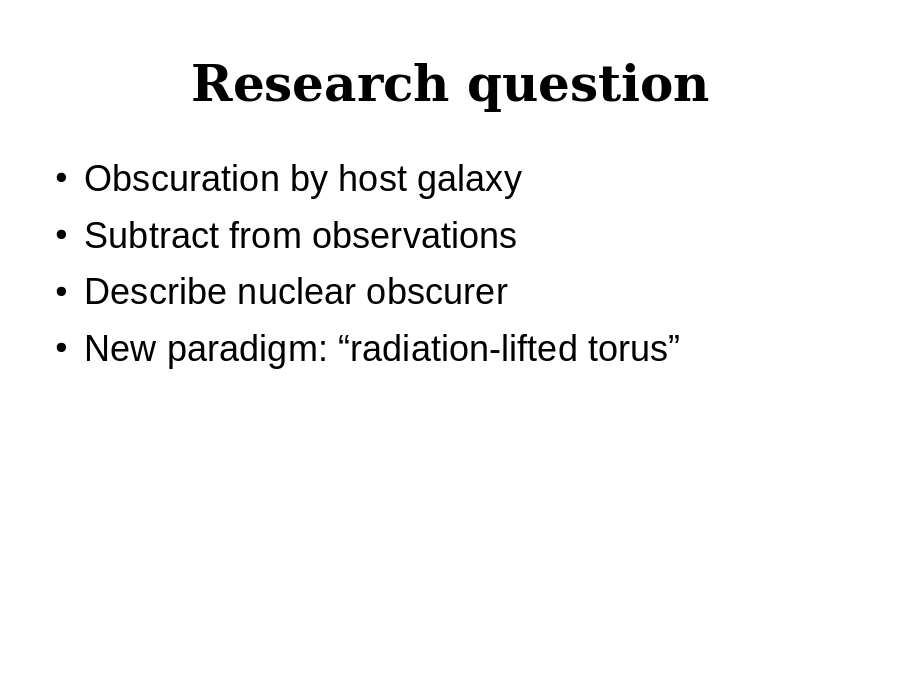 Research question
• Obscuration by host galaxy
• Subtract from observations
• Describe nuclear obscurer
• New paradigm: “radiation-lifted torus”